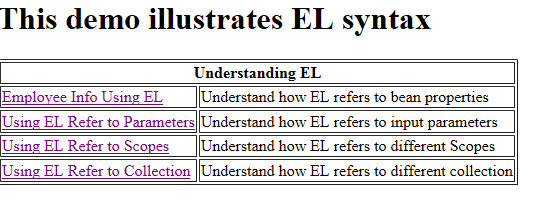 This demo illustrates EL syntax
Understanding EL
Employee Info Using EL Understand how EL refers to bean properties
Using EL Refer to Parameters Understand how EL refers to input parameters
Using EL Refer to Scopes Understand how EL refers to different Scopes
Using EL Refer to Collection Understand how EL refers to different collection